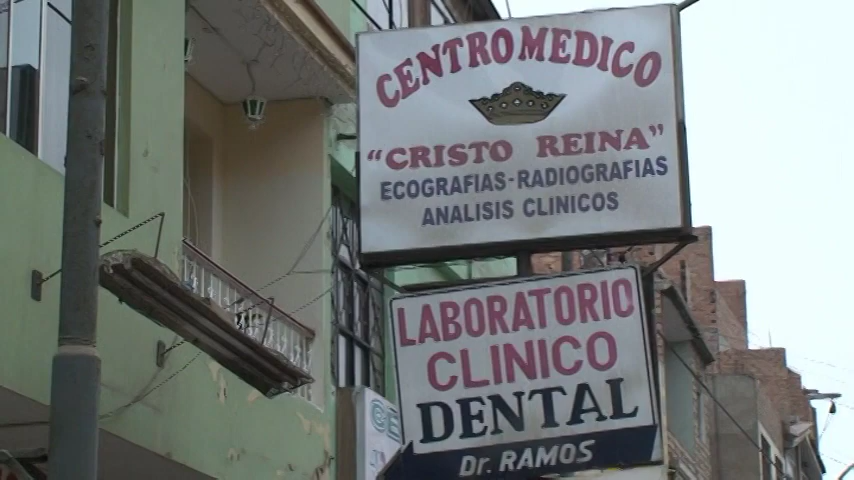 CENTRO MEDICO
"CRISTO REINA"
ECOGRAFIAS-RADIOGRAFIAS
ANALISIS CLINICOS
LABORATORIO
CLINICO
DENTAL
Dr. RAMOS